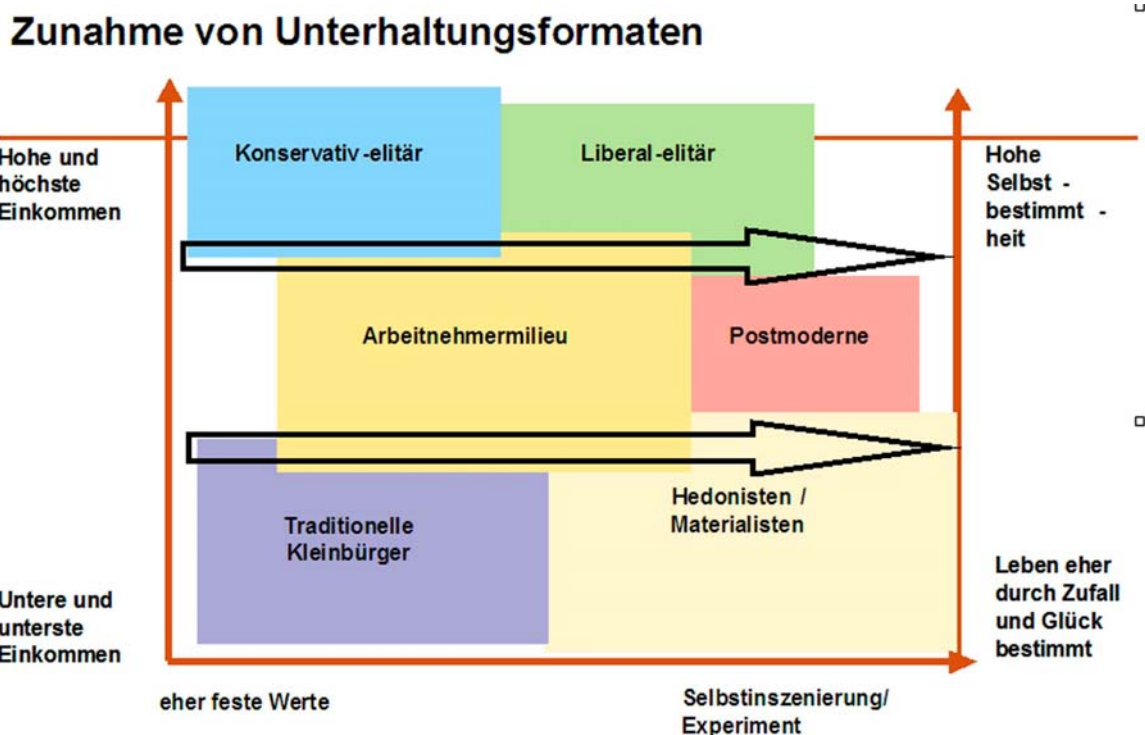 Zunahme von Unterhaltungsformaten
Konservativ -elitär
Liberal-elitär
Hohe und
höchste
Einkommen
Hohe
Selbst -
bestimmt -
heit
Arbeitnehmermilieu
Postmoderne
Hedonisten /
Materialisten
Traditionelle
Kleinbürger
Untere und
unterste
Einkommen
Leben eher
durch Zufall
und Glück
bestimmt
eher feste Werte
Selbstinszenierung/
Experiment